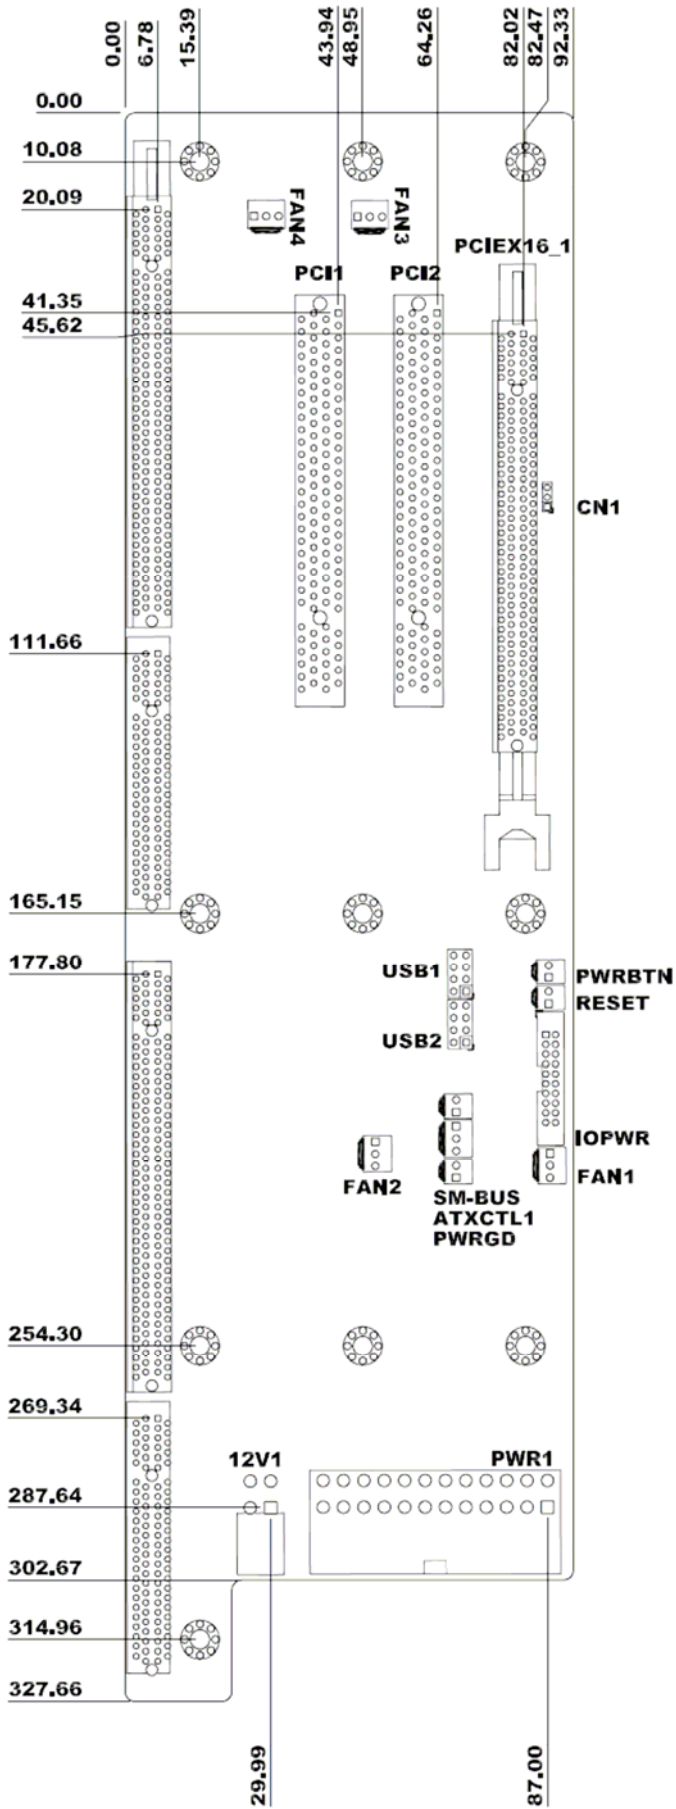 0.00
6.78
15.39
43.94
48.95
64.26
82.02
82.47
92.33
0.00
10.08
20.09
FAN4
FAN3
PCIEX16_1
PCI1
PCI2
41.35
45.62
CN1
111.66
165.15
177.80
USB1
PWRBTN
RESET
USB2
IOPWR
FAN2
FAN1
SM-BUS
ATXCTL1
PWRGD
254.30
269.34
12V1
PWR1
287.64
302.67
314.96
327.66
29.99
87.00